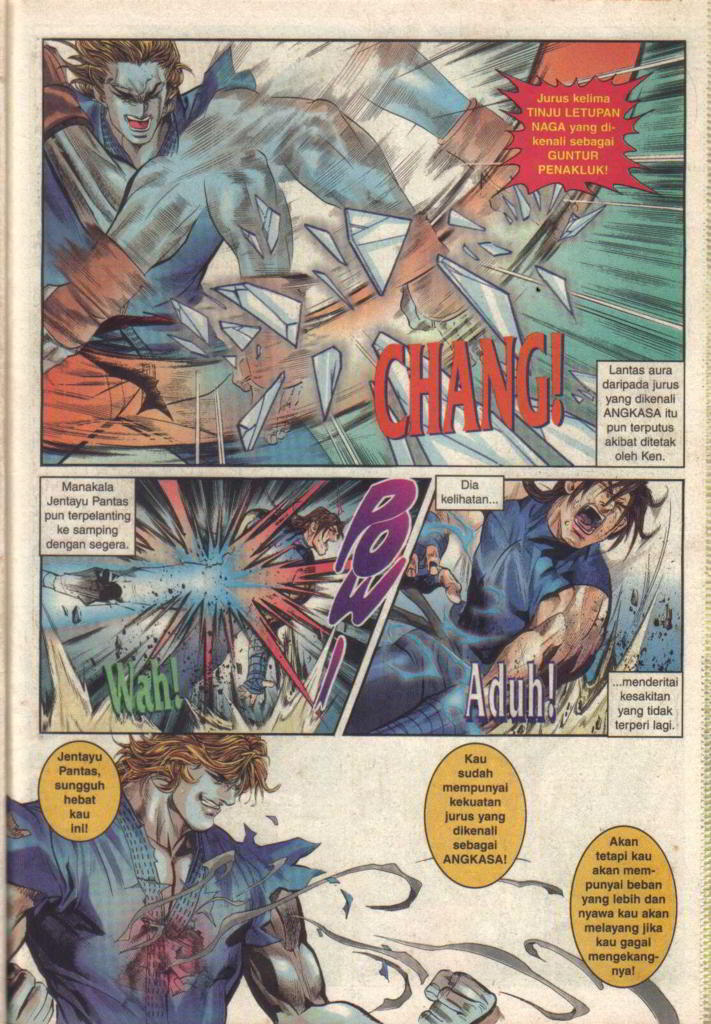 Jurus kelima
TINJU LETUPAN
NAGA yang di-
kenali sebagai
GUNTUR
PENAKLUK!
CHANG!
Lantas aura
daripada jurus
yang dikenali
ANGKASA itu
pun terputus
akibat ditetak
oleh Ken.
Manakala
Jentayu Pantas
pun terpelanting
ke samping
dengan segera.
POW!
Wah!
Dia
kelihatan...
Aduh!
...menderitai
kesakitan
yang tidak
terperi lagi.
Jentayu
Pantas,
sungguh
hebat
kau
ini!
Kau
sudah
mempunyai
kekuatan
jurus yang
dikenali
sebagai
ANGKASA!
Akan
tetapi kau
akan mem-
punyai beban
yang lebih dan
nyawa kau akan
melayang jika
kau gagal
mengekang-
nya!